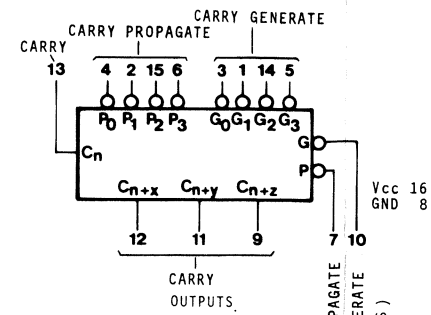 CARRY GENERATE
CARRY PROPAGATE
CARRY
13 4 2 15 6 3 1 14 5
P0 P1 P2 P3 G0 G1 G2 G3
G
Cn
P
Cn+x Cn+y Cn+z
Vcc 16
GND 8
12 11 9 7 10
CARRY
OUTPUTS